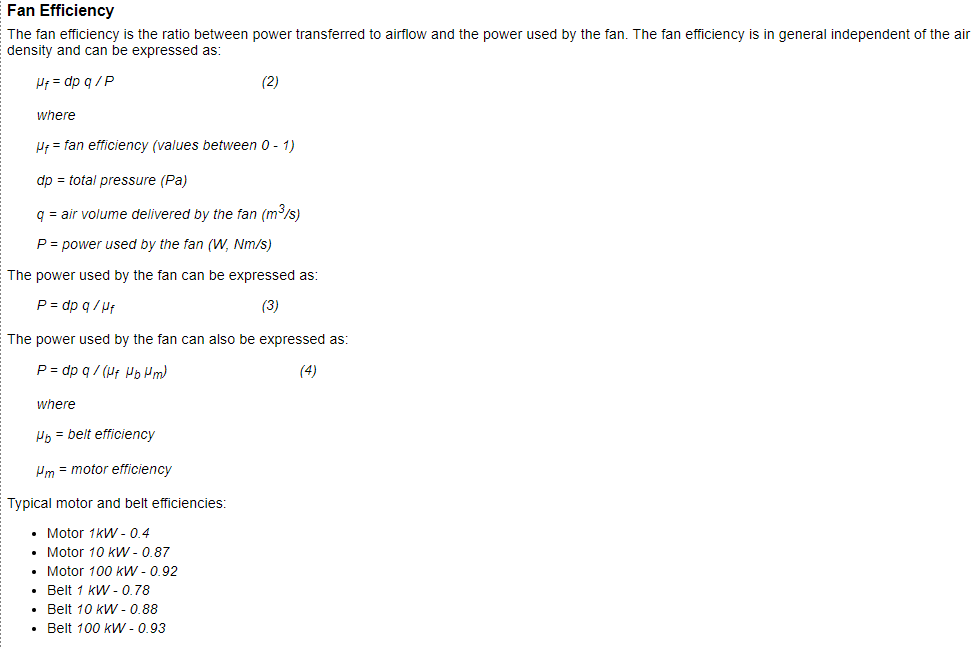 Fan Efficiency
The fan efficiency is the ratio between power transferred to airflow and the power used by the fan. The fan efficiency is in general independent of the air
density and can be expressed as:
μf = dp q / P (2)
where
μf = fan efficiency (values between 0 - 1)
dp = total pressure (Pa)
q = air volume delivered by the fan (m³/s)
P = power used by the fan (W, Nm/s)
The power used by the fan can be expressed as:
P = dp q / μf (3)
The power used by the fan can also be expressed as:
P = dp q / (μf μb μm) (4)
where
μb = belt efficiency
μm = motor efficiency
Typical motor and belt efficiencies:
• Motor 1kW - 0.4
• Motor 10 kW - 0.87
• Motor 100 kW - 0.92
• Belt 1 kW - 0.78
• Belt 10 kW - 0.88
• Belt 100 kW - 0.93